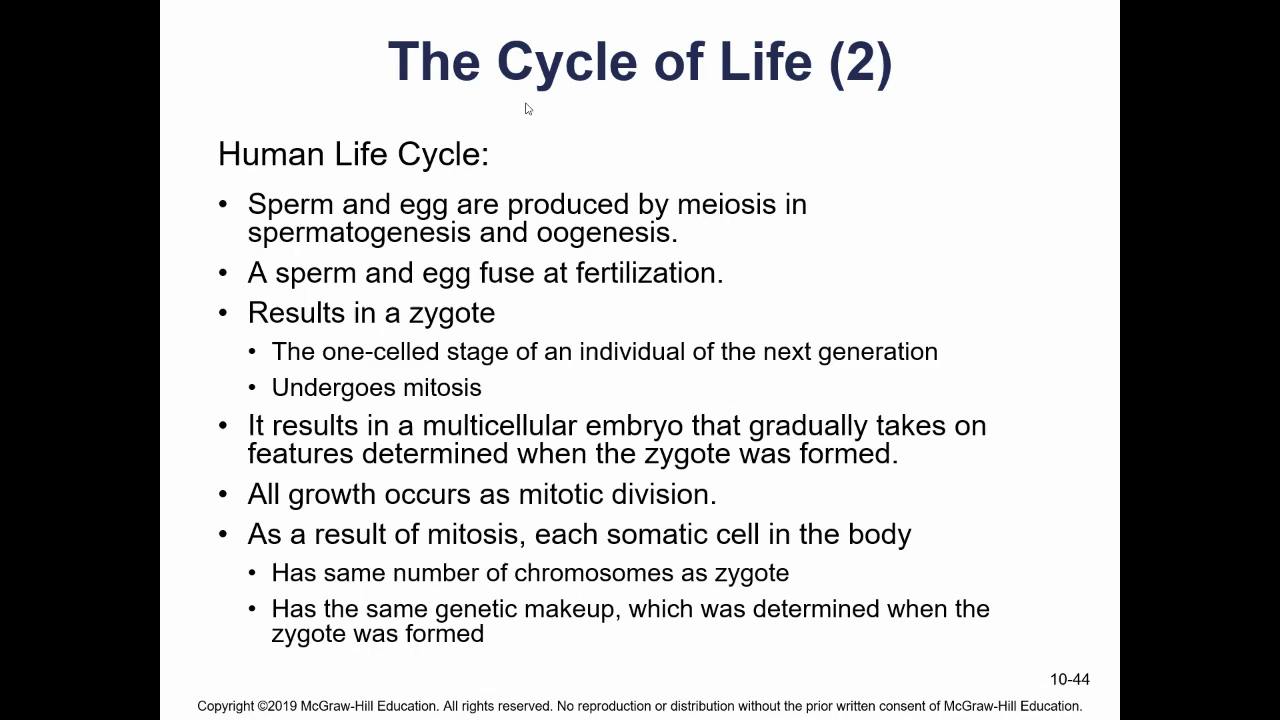 The Cycle of Life (2)
Human Life Cycle:
• Sperm and egg are produced by meiosis in
spermatogenesis and oogenesis.
• A sperm and egg fuse at fertilization.
• Results in a zygote
• The one-celled stage of an individual of the next generation
• Undergoes mitosis
• It results in a multicellular embryo that gradually takes on
features determined when the zygote was formed.
• All growth occurs as mitotic division.
• As a result of mitosis, each somatic cell in the body
• Has same number of chromosomes as zygote
• Has the same genetic makeup, which was determined when the
zygote was formed
10-44
Copyright ©2019 McGraw-Hill Education. All rights reserved. No reproduction or distribution without the prior written consent of McGraw-Hill Education.